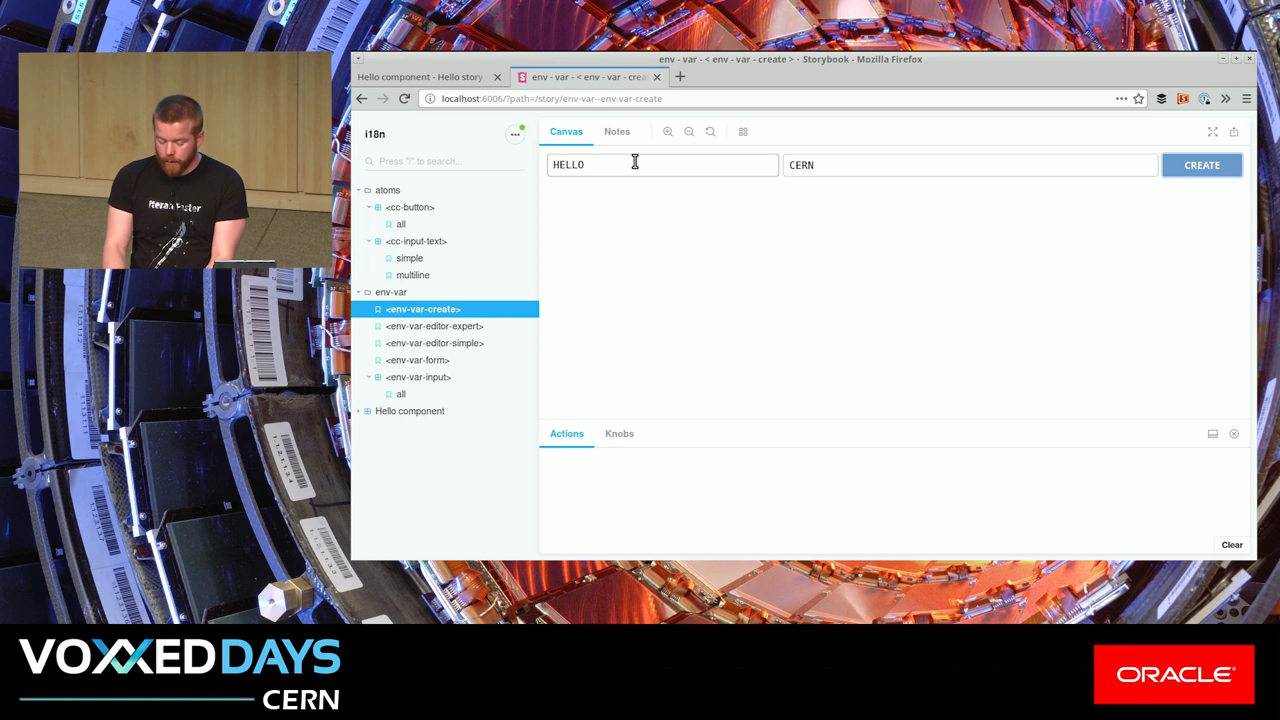 env - var - < env - var - create > · Storybook - Mozilla Firefox
Hello component - Hello story
env - var - < env - var - crea
localhost:6006/?path=/story/env-var--env-var-create
i18n
Press "/" to search...
atoms
<cc-button>
all
<cc-input-text>
simple
multiline
env-var
<env-var-create>
<env-var-editor-expert>
<env-var-editor-simple>
<env-var-form>
<env-var-input>
all
Hello component
Canvas
Notes
HELLO
CERN
CREATE
Actions
Knobs
Clear
VOXXED DAYS
CERN
ORACLE